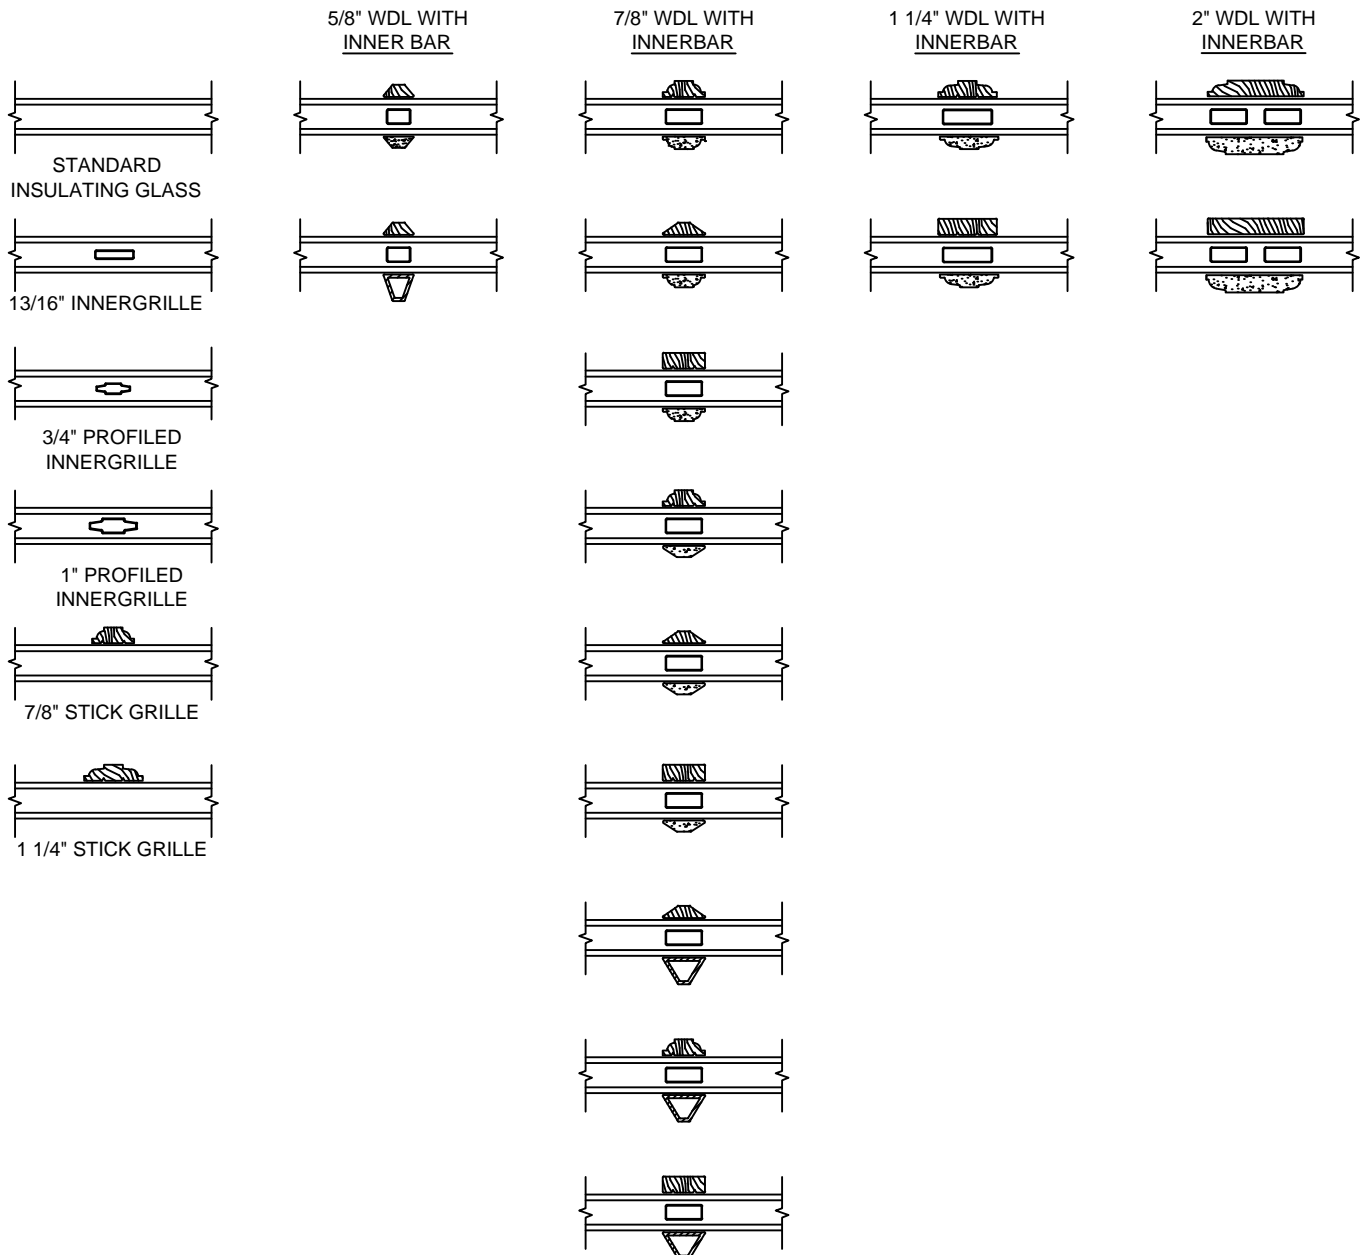 5/8" WDL WITH
INNER BAR
7/8" WDL WITH
INNERBAR
1 1/4" WDL WITH
INNERBAR
2" WDL WITH
INNERBAR
STANDARD
INSULATING GLASS
13/16" INNERGRILLE
3/4" PROFILED
INNERGRILLE
1" PROFILED
INNERGRILLE
7/8" STICK GRILLE
1 1/4" STICK GRILLE